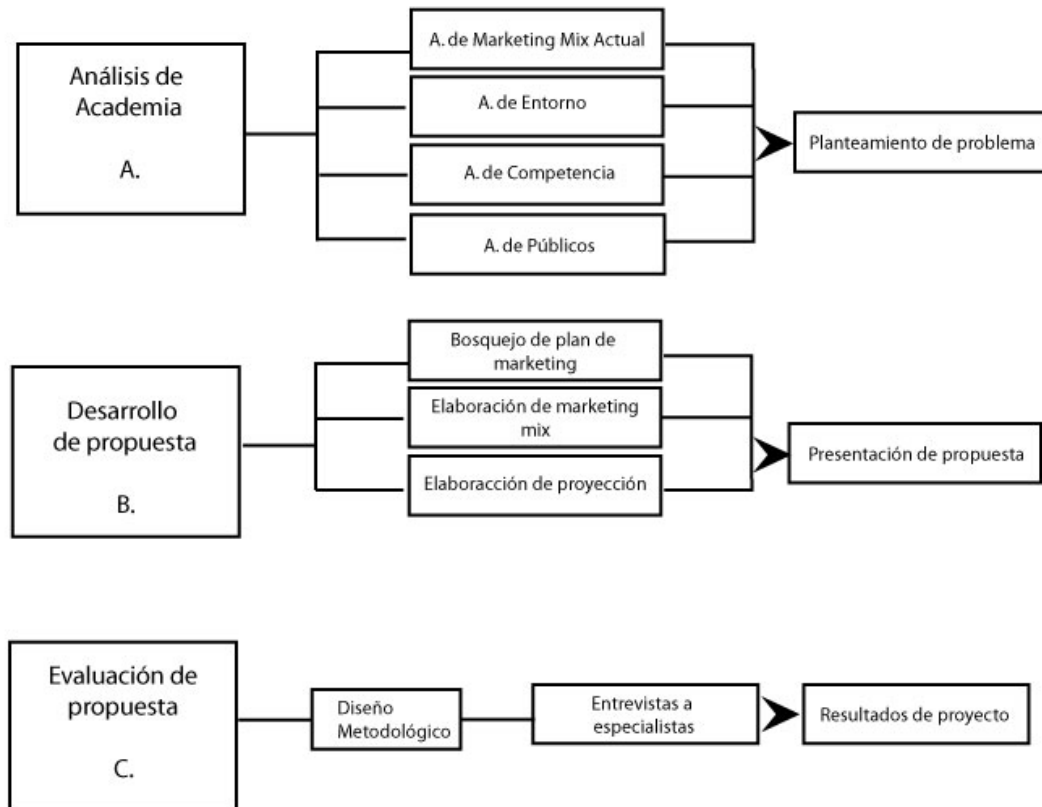 Análisis de
Academia
A.
A. de Marketing Mix Actual
A. de Entorno
A. de Competencia
A. de Públicos
Planteamiento de problema
Desarrollo
de propuesta
B.
Bosquejo de plan de
marketing
Elaboración de marketing
mix
Elaboracción de proyección
Presentación de propuesta
Evaluación de
propuesta
C.
Diseño
Metodológico
Entrevistas a
especialistas
Resultados de proyecto